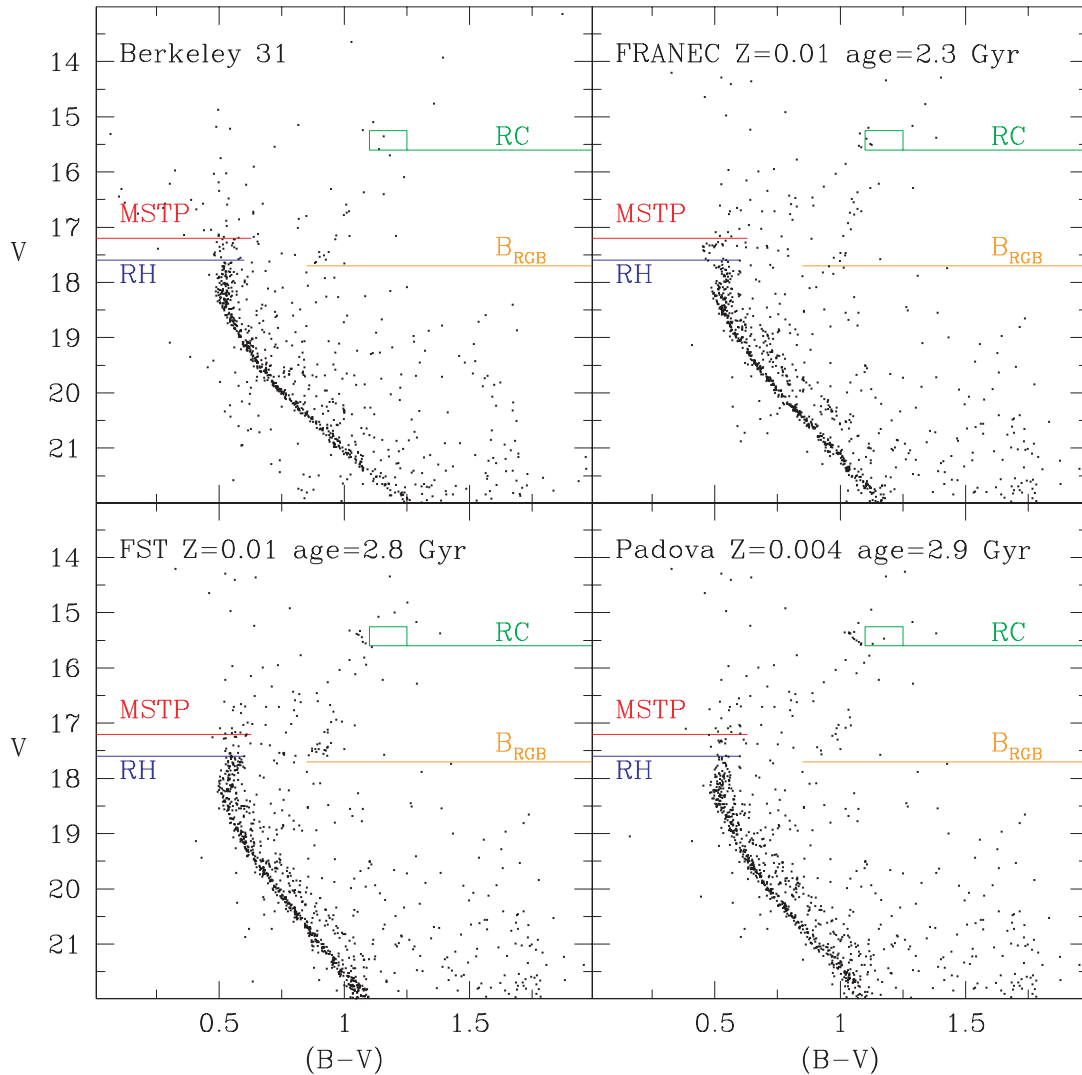 Berkeley 31
FRANEC Z=0.01 age=2.3 Gyr
14
15
RC
RC
16
MSTP
MSTP
17
V
B_RGB
B_RGB
RH
RH
18
19
20
21
FST Z=0.01 age=2.8 Gyr
Padova Z=0.004 age=2.9 Gyr
14
15
RC
RC
16
MSTP
MSTP
17
V
B_RGB
B_RGB
RH
RH
18
19
20
21
0.5 1 1.5
0.5 1 1.5
(B−V)
(B−V)